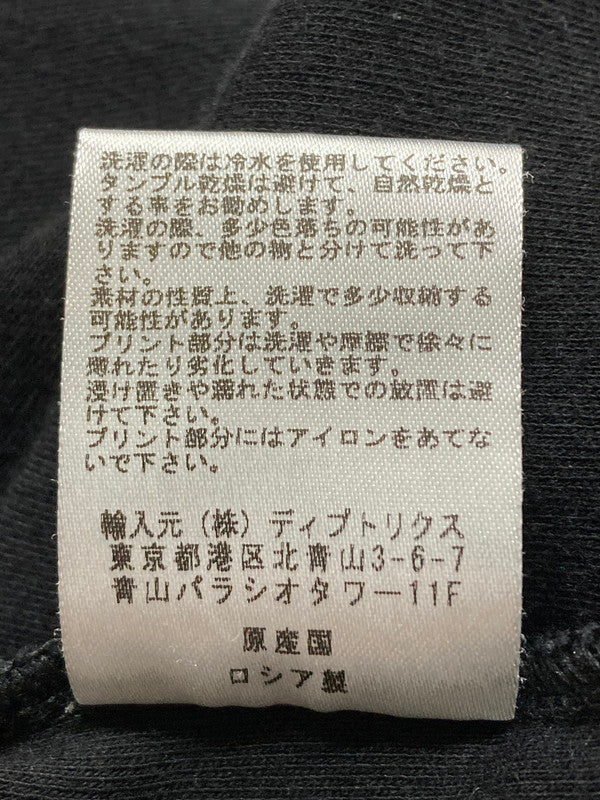 洗濯の際は冷水を使用してください。
タンブル乾燥は避けて、自然乾燥と
する事をお勧めします。
洗濯の際、多少色落ちの可能性があ
りますので他の物と分けて洗って下
さい。
素材の性質上、洗濯で多少収縮する
可能性があります。
プリント部分は洗濯や摩擦で徐々に
薄れたり劣化していきます。
浸け置きや濡れた状態での放置は避
けて下さい。
プリント部分にはアイロンをあてな
いで下さい。
輸入元（株）ディプトリクス
東京都港区北青山3-6-7
青山パラシオタワー11F
原産国
ロシア製